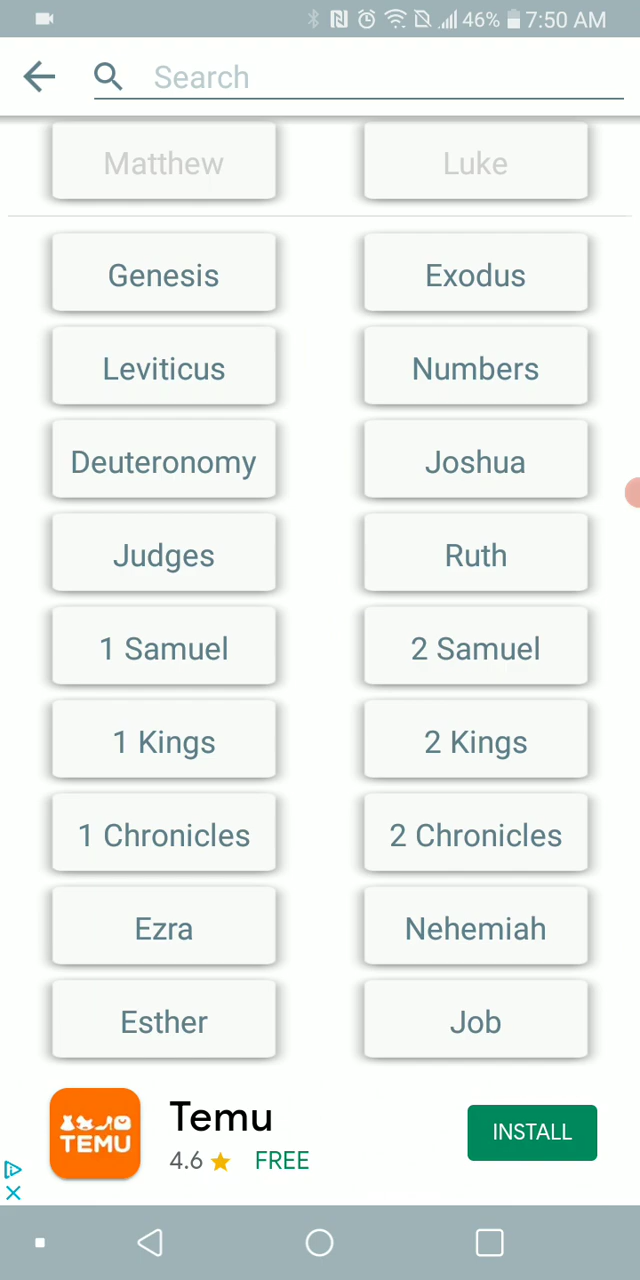 46% 7:50 AM
Search
Matthew Luke
Genesis Exodus
Leviticus Numbers
Deuteronomy Joshua
Judges Ruth
1 Samuel 2 Samuel
1 Kings 2 Kings
1 Chronicles 2 Chronicles
Ezra Nehemiah
Esther Job
TEMU
Temu
4.6 FREE
INSTALL